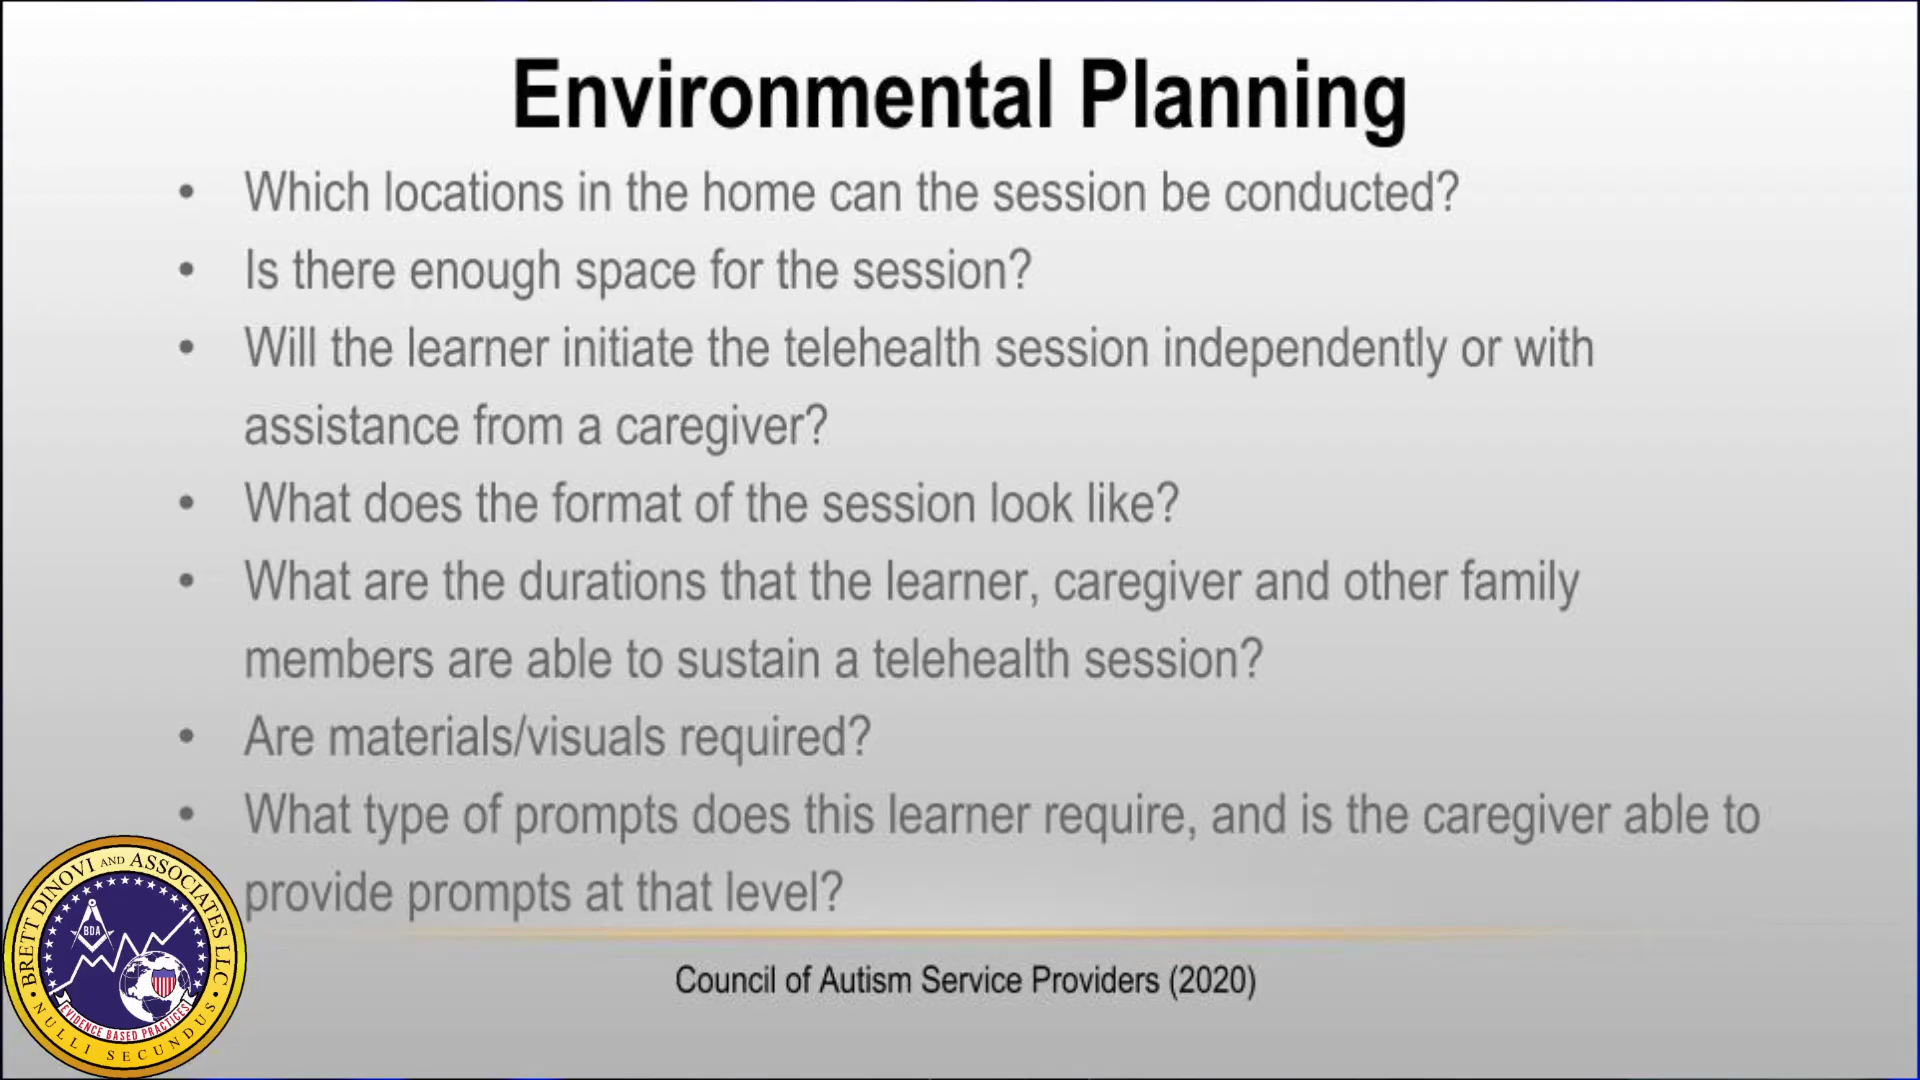 Environmental Planning
• Which locations in the home can the session be conducted?
• Is there enough space for the session?
• Will the learner initiate the telehealth session independently or with
assistance from a caregiver?
• What does the format of the session look like?
• What are the durations that the learner, caregiver and other family
members are able to sustain a telehealth session?
• Are materials/visuals required?
• What type of prompts does this learner require, and is the caregiver able to
provide prompts at that level?
Council of Autism Service Providers (2020)
BRETT DINOVI AND ASSOCIATES LLC
BDA
EVIDENCE BASED PRACTICES
• NULLI SECUNDUS •